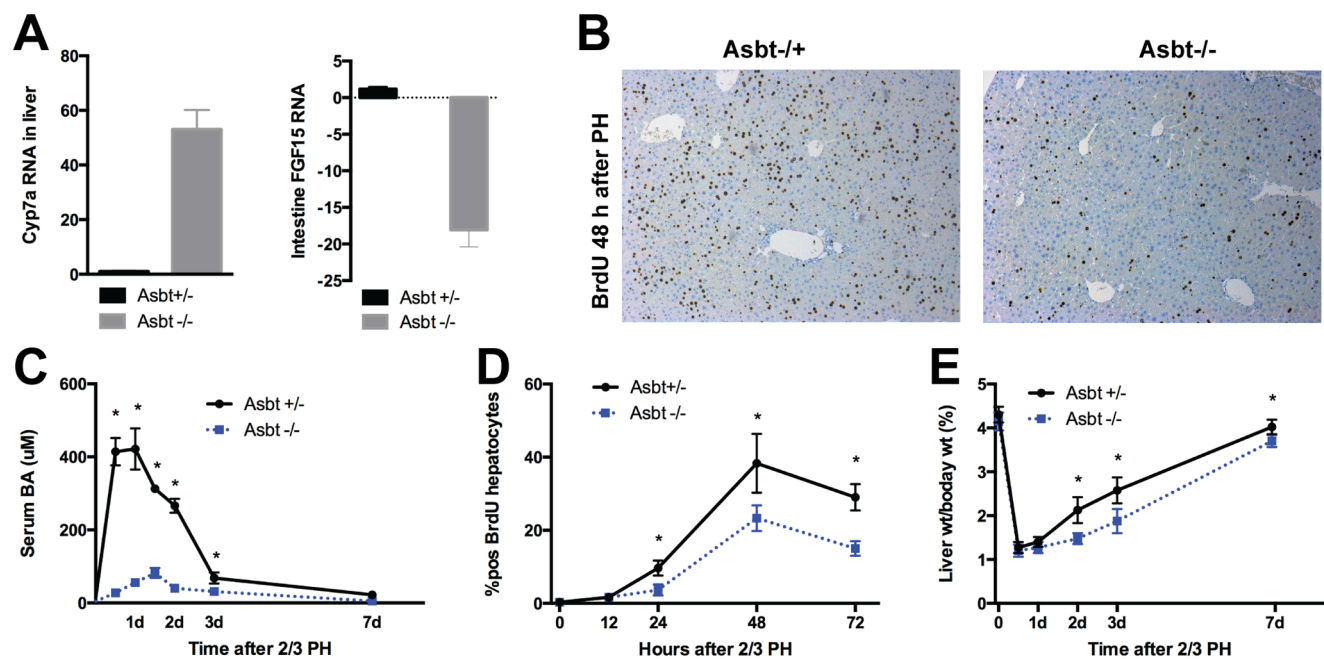 A
Cyp7a RNA in liver
80
60
40
20
0
Asbt+/-
Asbt -/-
Intestine FGF15 RNA
5
0
-5
-10
-15
-20
-25
Asbt +/-
Asbt -/-
B
Asbt-/+
Asbt-/-
BrdU 48 h after PH
C
Serum BA (uM)
600
400
200
0
* * * * *
Asbt +/-
Asbt -/-
1d 2d 3d 7d
Time after 2/3 PH
D
%pos BrdU hepatocytes
60
40
20
0
* * *
Asbt+/-
Asbt -/-
0 12 24 48 72
Hours after 2/3 PH
E
Liver wt/boday wt (%)
5
4
3
2
1
0
* * *
Asbt +/-
Asbt -/-
0 1d 2d 3d 7d
Time after 2/3 PH